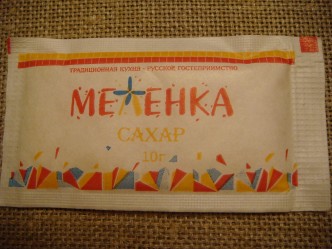 ТРАДИЦИОННАЯ КУХНЯ - РУССКОЕ ГОСТЕПРИИМСТВО
МЕЛЕНКА
САХАР
10г